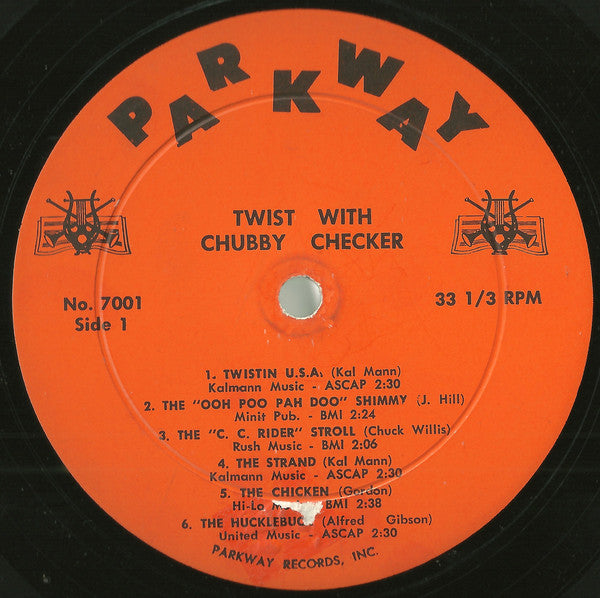 PARKWAY
TWIST WITH
CHUBBY CHECKER
No. 7001
Side 1
33 1/3 RPM
1. TWISTIN U.S.A. (Kal Mann)
Kalmann Music - ASCAP 2:30
2. THE "OOH POO PAH DOO" SHIMMY (J. Hill)
Minit Pub. - BMI 2:24
3. THE "C. C. RIDER" STROLL (Chuck Willis)
Rush Music - BMI 2:06
4. THE STRAND (Kal Mann)
Kalmann Music - ASCAP 2:30
5. THE CHICKEN (Gordon)
Hi-Lo BMI 2:38
6. THE (Alfred Gibson)
United Music - ASCAP 2:30
PARKWAY RECORDS, INC.